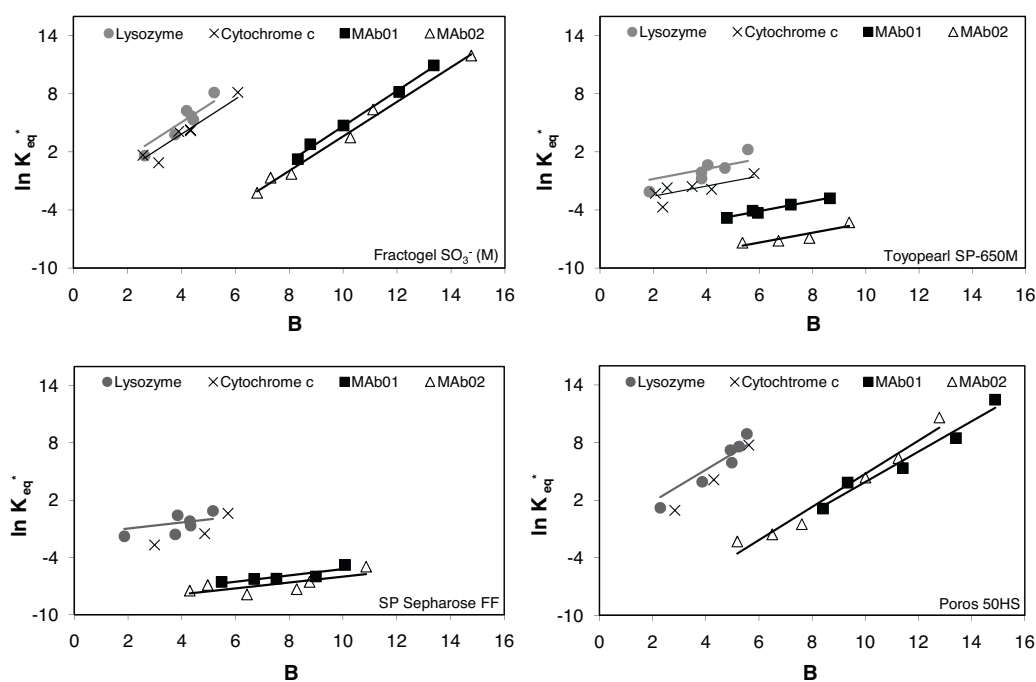 14
8
2
-4
-10
ln K eq *
Lysozyme Cytochrome c MAb01 MAb02
Fractogel SO3- (M)
0 2 4 6 8 10 12 14 16
B
14
8
2
-4
-10
ln K eq *
Lysozyme Cytochrome c MAb01 MAb02
Toyopearl SP-650M
0 2 4 6 8 10 12 14 16
B
14
8
2
-4
-10
ln K eq *
Lysozyme Cytochrome c MAb01 MAb02
SP Sepharose FF
0 2 4 6 8 10 12 14 16
B
14
8
2
-4
-10
ln K eq *
Lysozyme Cytochtrome c MAb01 MAb02
Poros 50HS
0 2 4 6 8 10 12 14 16
B